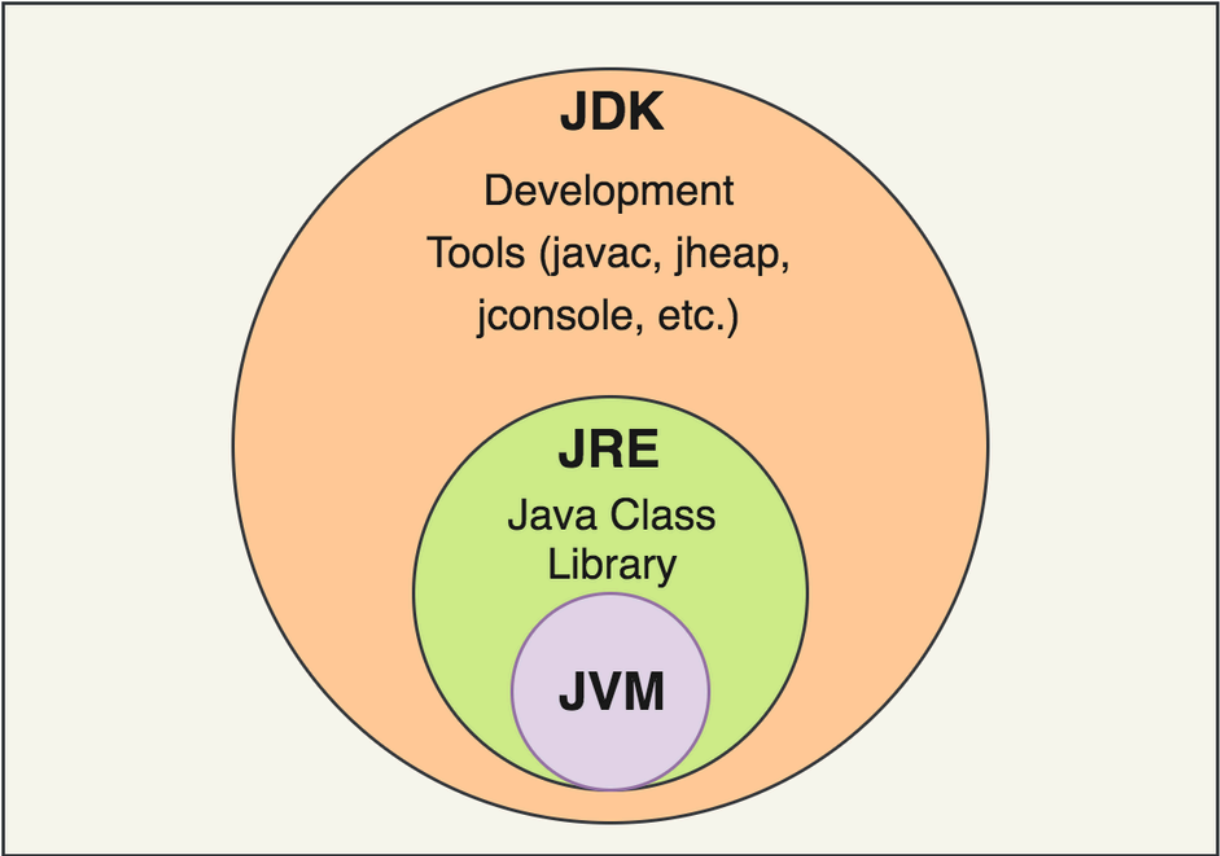 JDK
Development
Tools (javac, jheap,
jconsole, etc.)
JRE
Java Class
Library
JVM